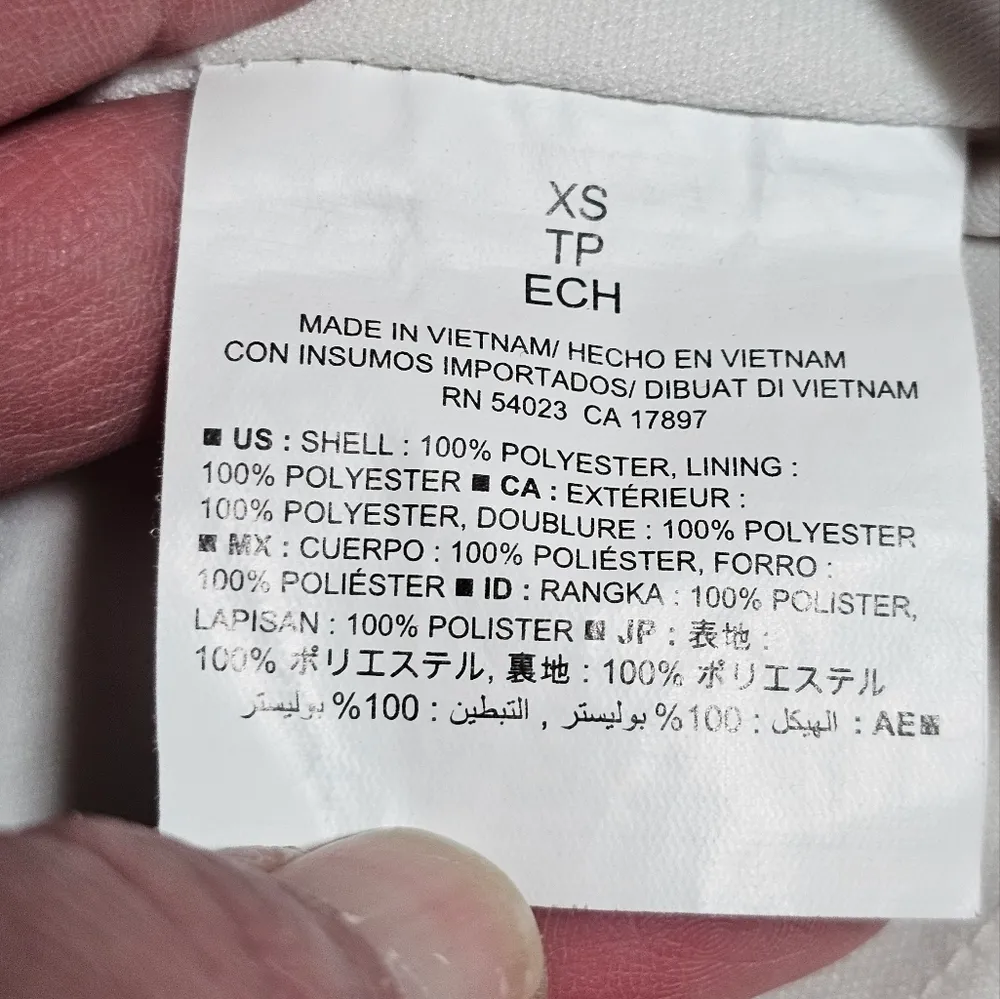 XS
TP
ECH
MADE IN VIETNAM/ HECHO EN VIETNAM
CON INSUMOS IMPORTADOS/ DIBUAT DI VIETNAM
RN 54023 CA 17897
■ US : SHELL : 100% POLYESTER, LINING :
100% POLYESTER ■ CA : EXTÉRIEUR :
100% POLYESTER, DOUBLURE : 100% POLYESTER
■ MX : CUERPO : 100% POLIÉSTER, FORRO :
100% POLIÉSTER ■ ID : RANGKA : 100% POLISTER,
LAPISAN : 100% POLISTER ■ JP : 表地 :
100% ポリエステル, 裏地 : 100% ポリエステル
■ AE : الهيكل : 100% بوليستر , التبطين : 100% بوليستر